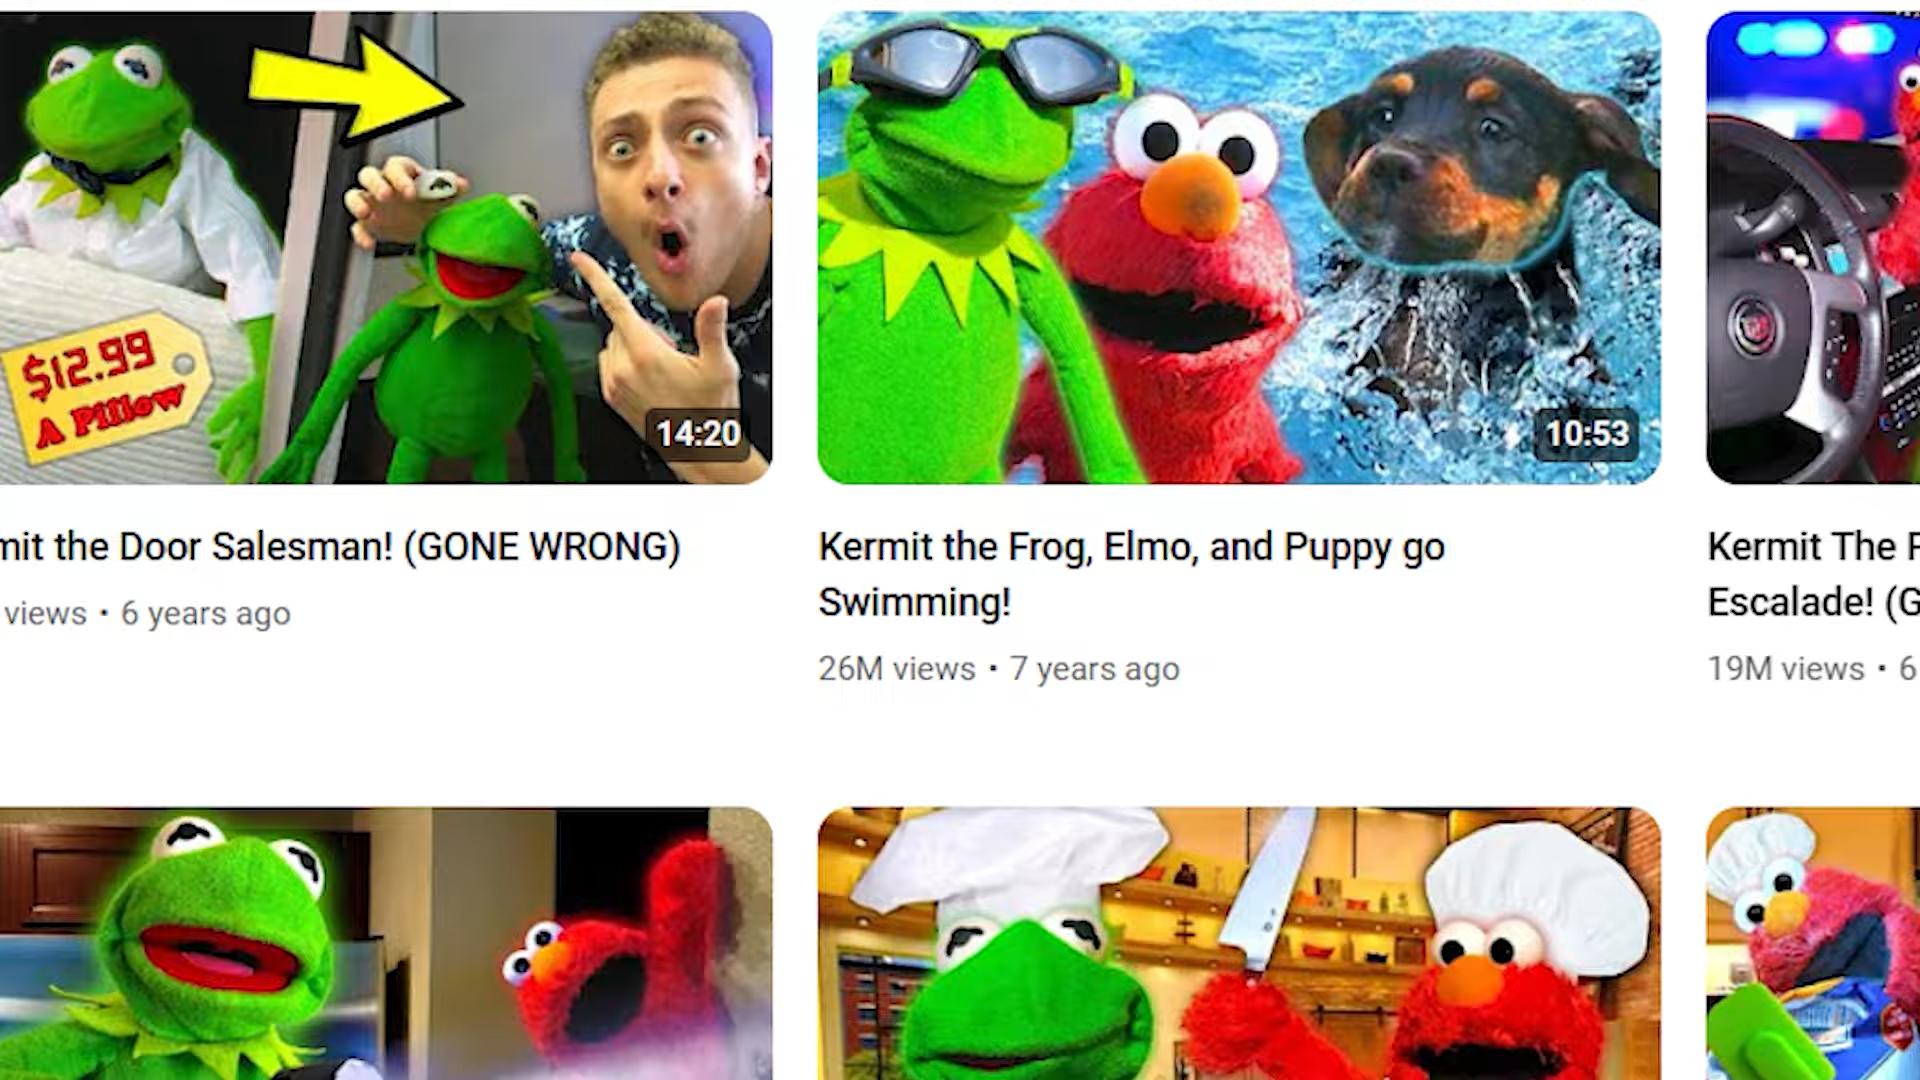 $12.99
A Pillow
14:20
10:53
mit the Door Salesman! (GONE WRONG)
views • 6 years ago
Kermit the Frog, Elmo, and Puppy go
Swimming!
26M views • 7 years ago
Kermit The
Escalade! (G
19M views • 6